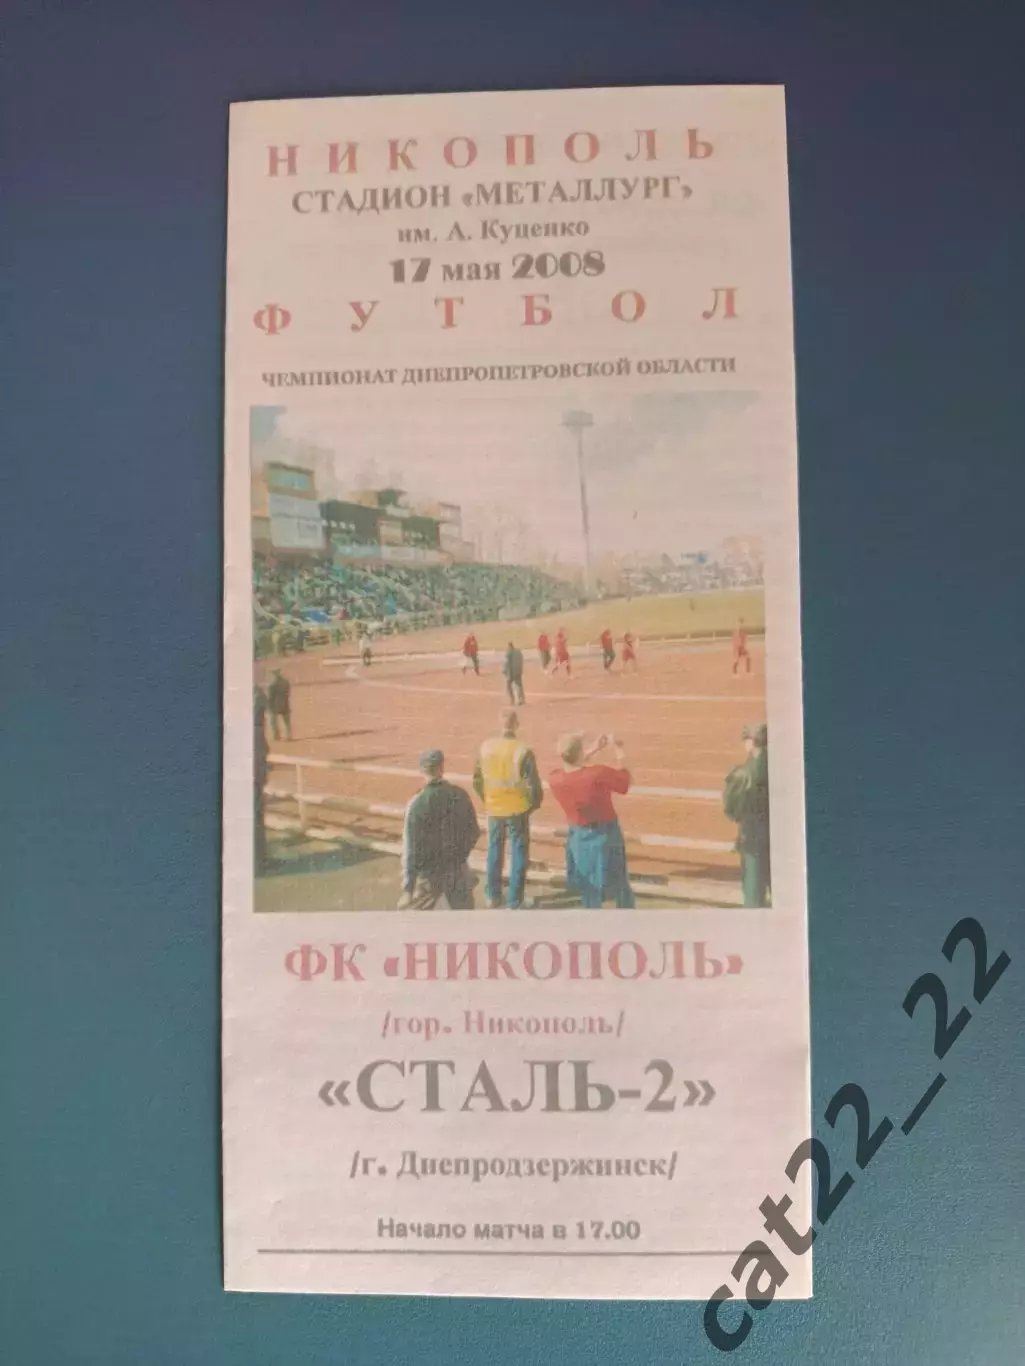 НИКОПОЛЬ
СТАДИОН «МЕТАЛЛУРГ»
им. А. Куценко
17 мая 2008
ФУТБОЛ
ЧЕМПИОНАТ ДНЕПРОПЕТРОВСКОЙ ОБЛАСТИ
ФК «НИКОПОЛЬ»
/гор. Никополь/
«СТАЛЬ-2»
/г. Днепродзержинск/
Начало матча в 17.00
cat22_22